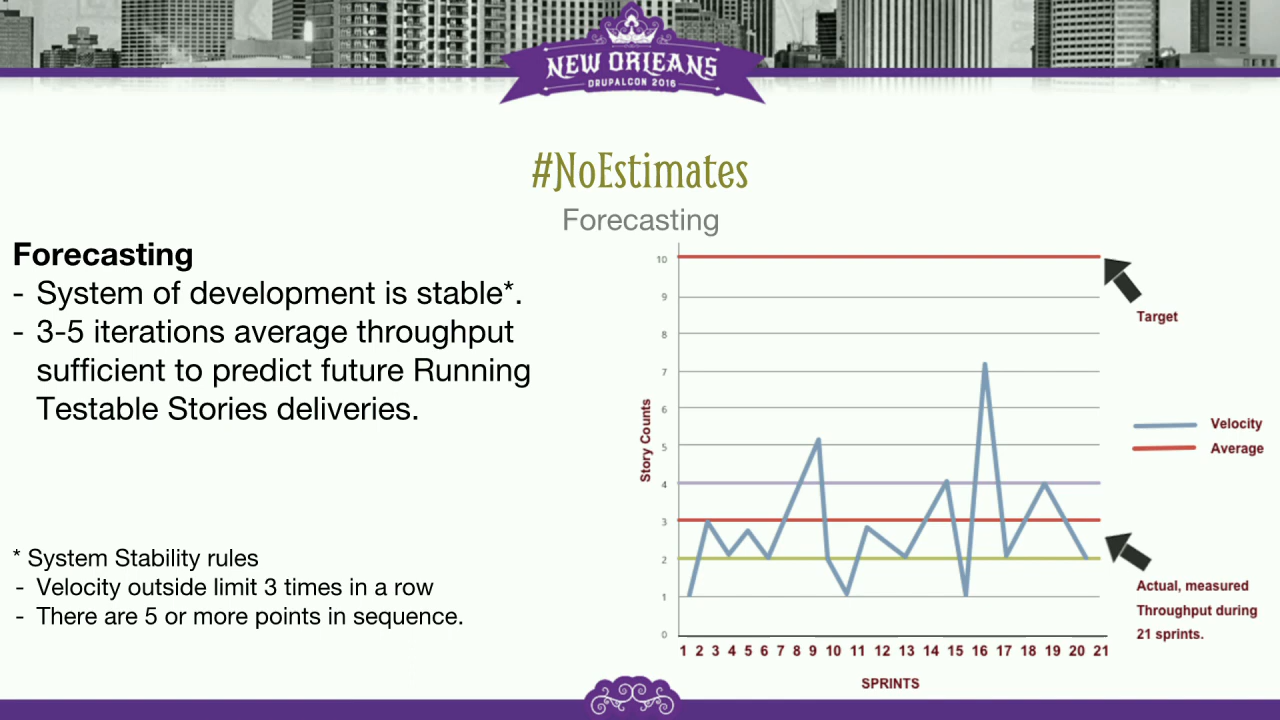 NEW ORLEANS
DRUPALCON 2016
#NoEstimates
Forecasting
Forecasting
- System of development is stable*.
- 3-5 iterations average throughput
sufficient to predict future Running
Testable Stories deliveries.
* System Stability rules
- Velocity outside limit 3 times in a row
- There are 5 or more points in sequence.
Story Counts
10
9
8
7
6
5
4
3
2
1
0
1 2 3 4 5 6 7 8 9 10 11 12 13 14 15 16 17 18 19 20 21
SPRINTS
Target
Velocity
Average
Actual, measured
Throughput during
21 sprints.